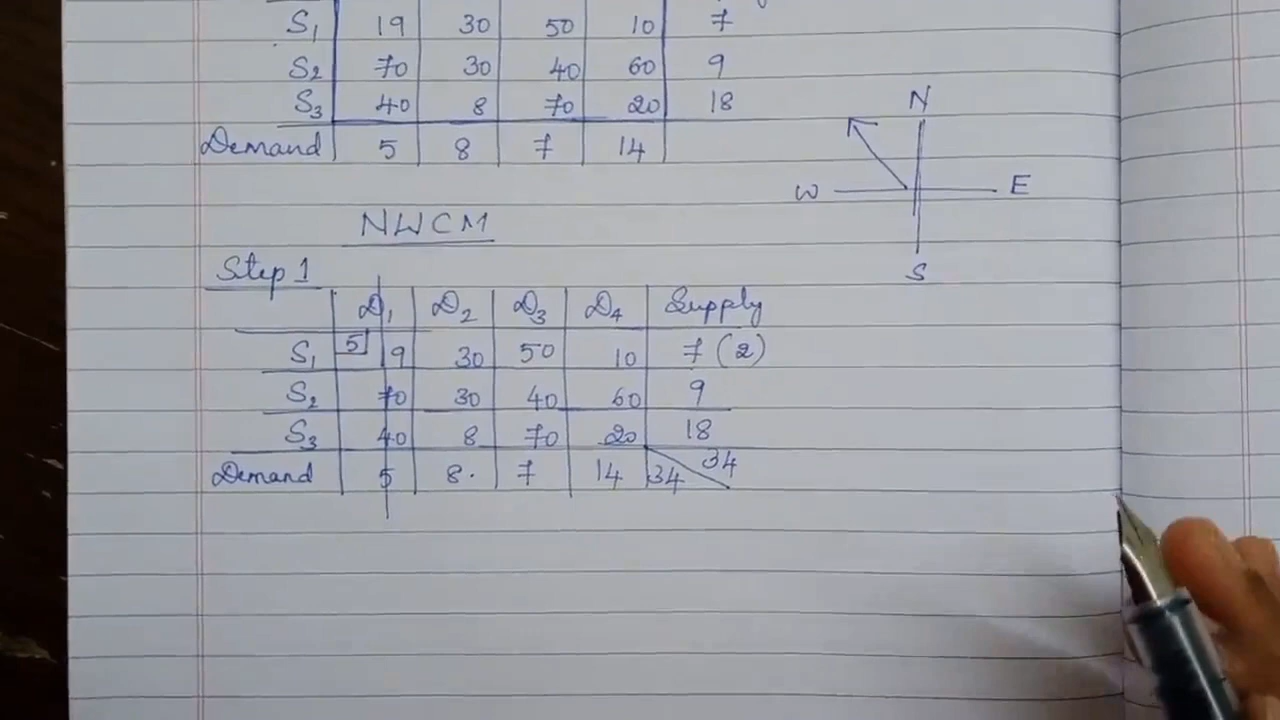 S1 19 30 50 10 7
S2 70 30 40 60 9
S3 40 8 70 20 18
Demand 5 8 7 14
N
W E
S
NWCM
Step 1
D1 D2 D3 D4 Supply
S1 5 19 30 50 10 7 (2)
S2 70 30 40 60 9
S3 40 8 70 20 18
Demand 5 8. 7 14 34 34